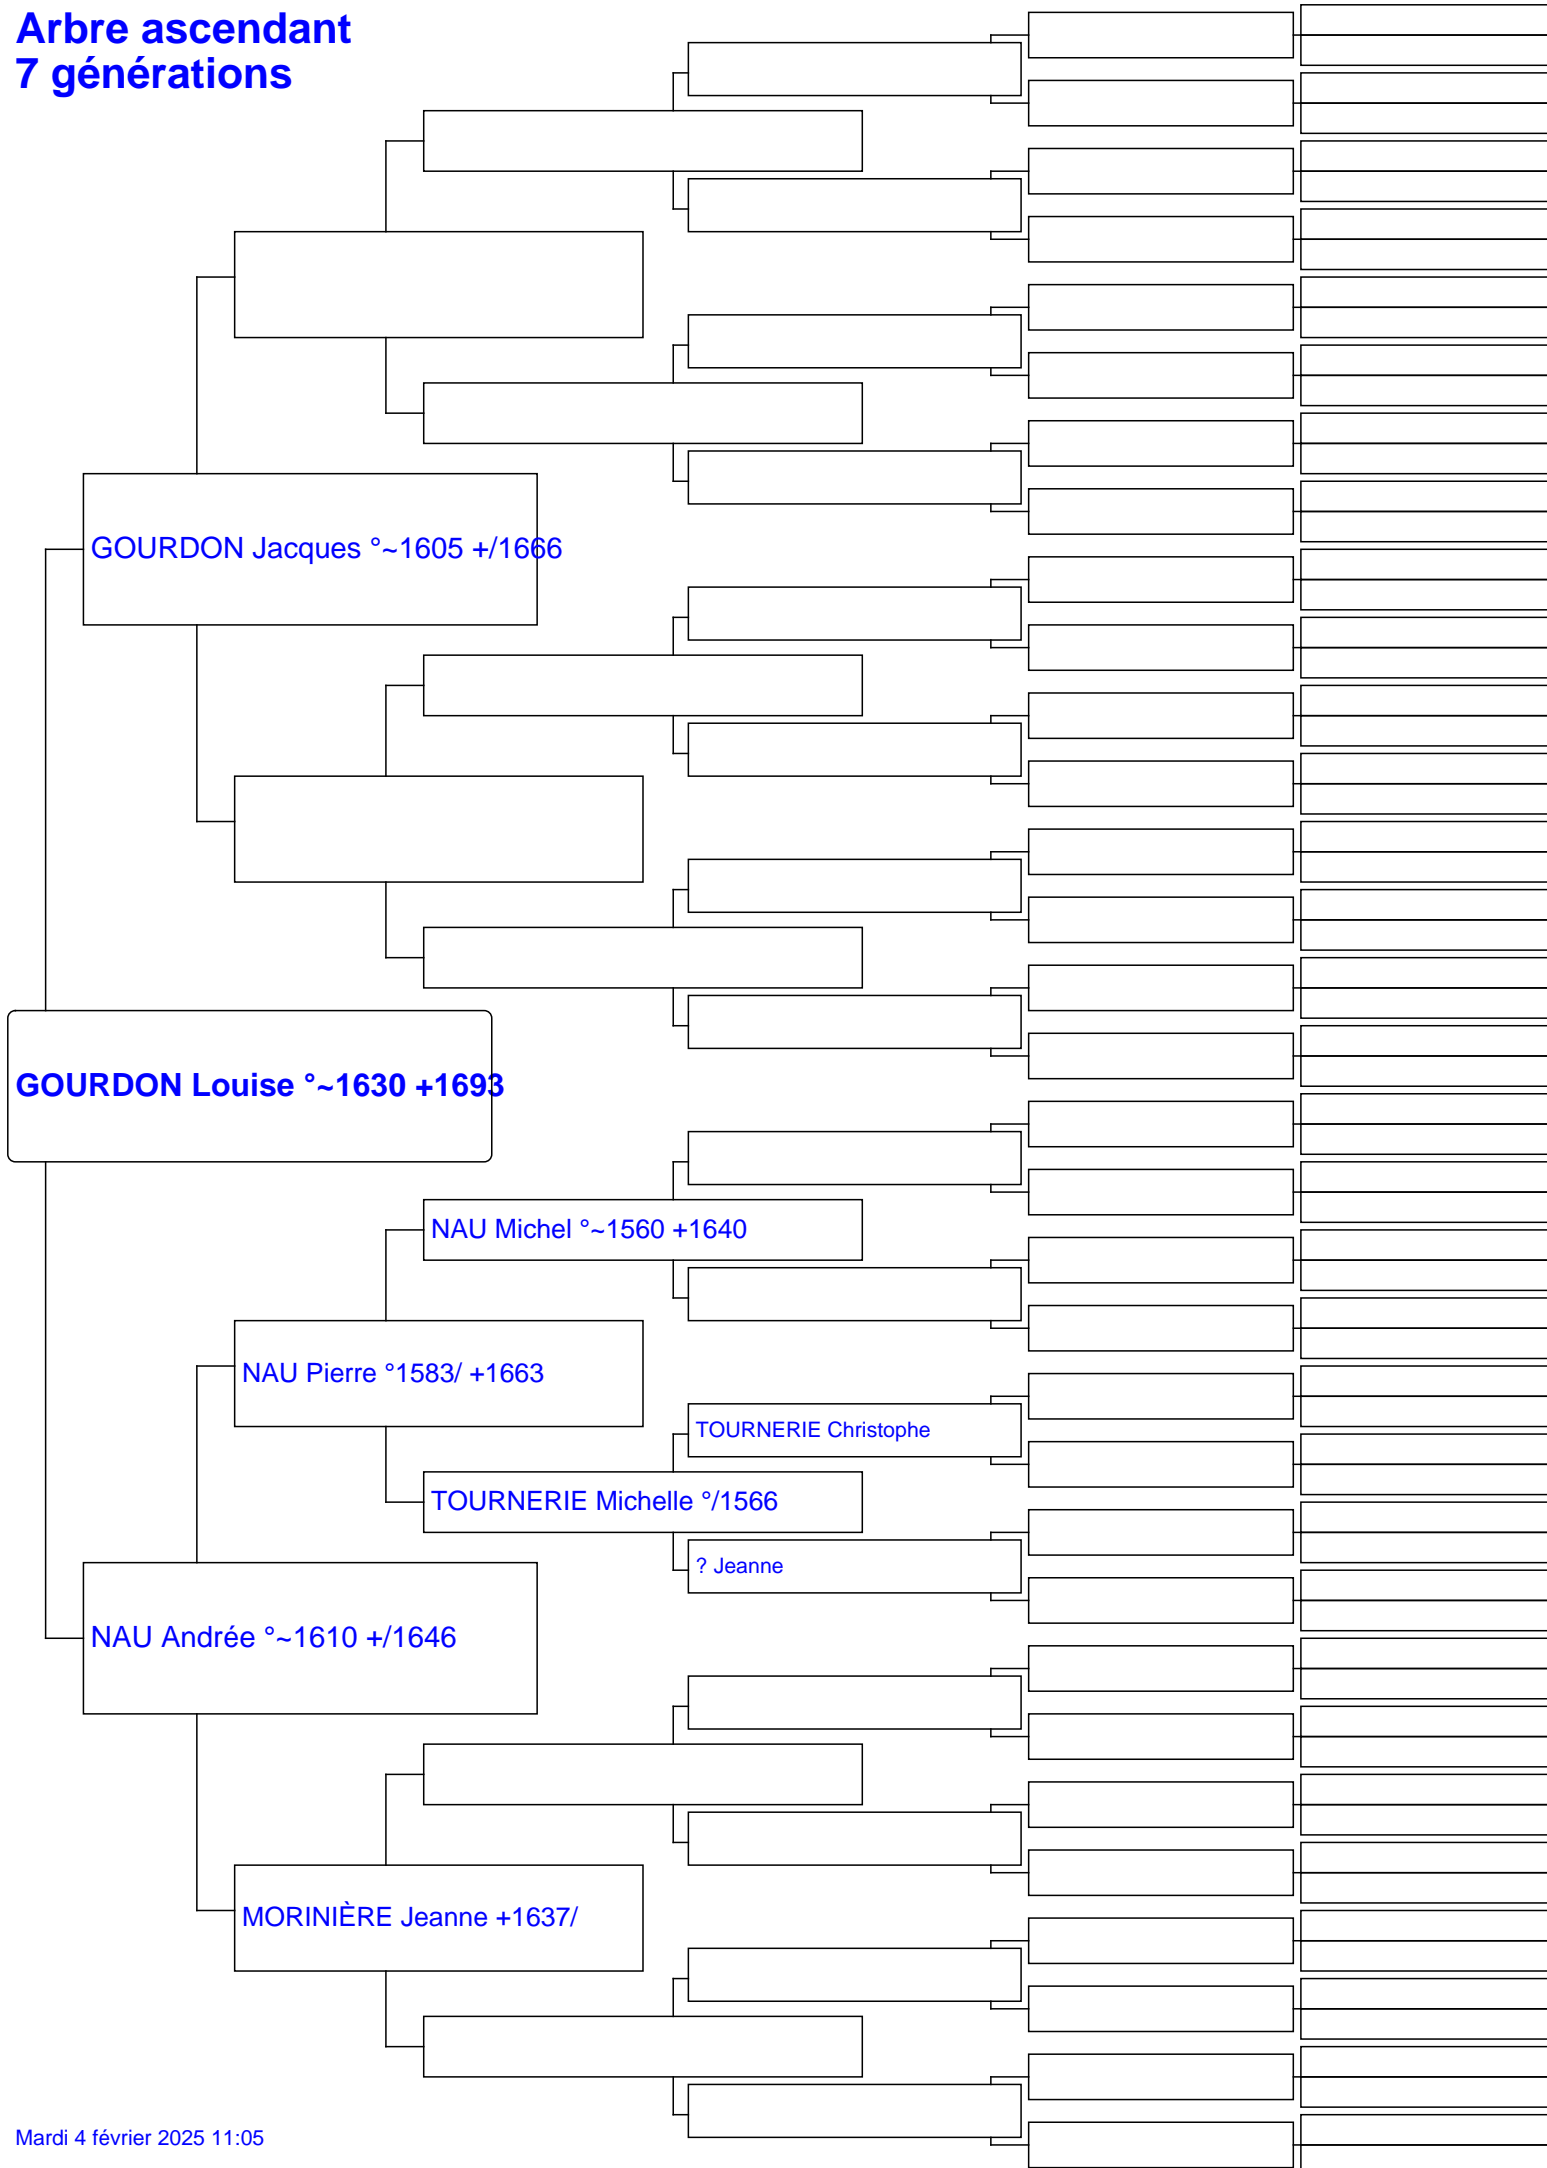 Arbre ascendant
7 générations
GOURDON Jacques °~1605 +/1666
GOURDON Louise °~1630 +1693
NAU Michel °~1560 +1640
NAU Pierre °1583/ +1663
TOURNERIE Christophe
TOURNERIE Michelle °/1566
? Jeanne
NAU Andrée °~1610 +/1646
MORINIÈRE Jeanne +1637/
Mardi 4 février 2025 11:05